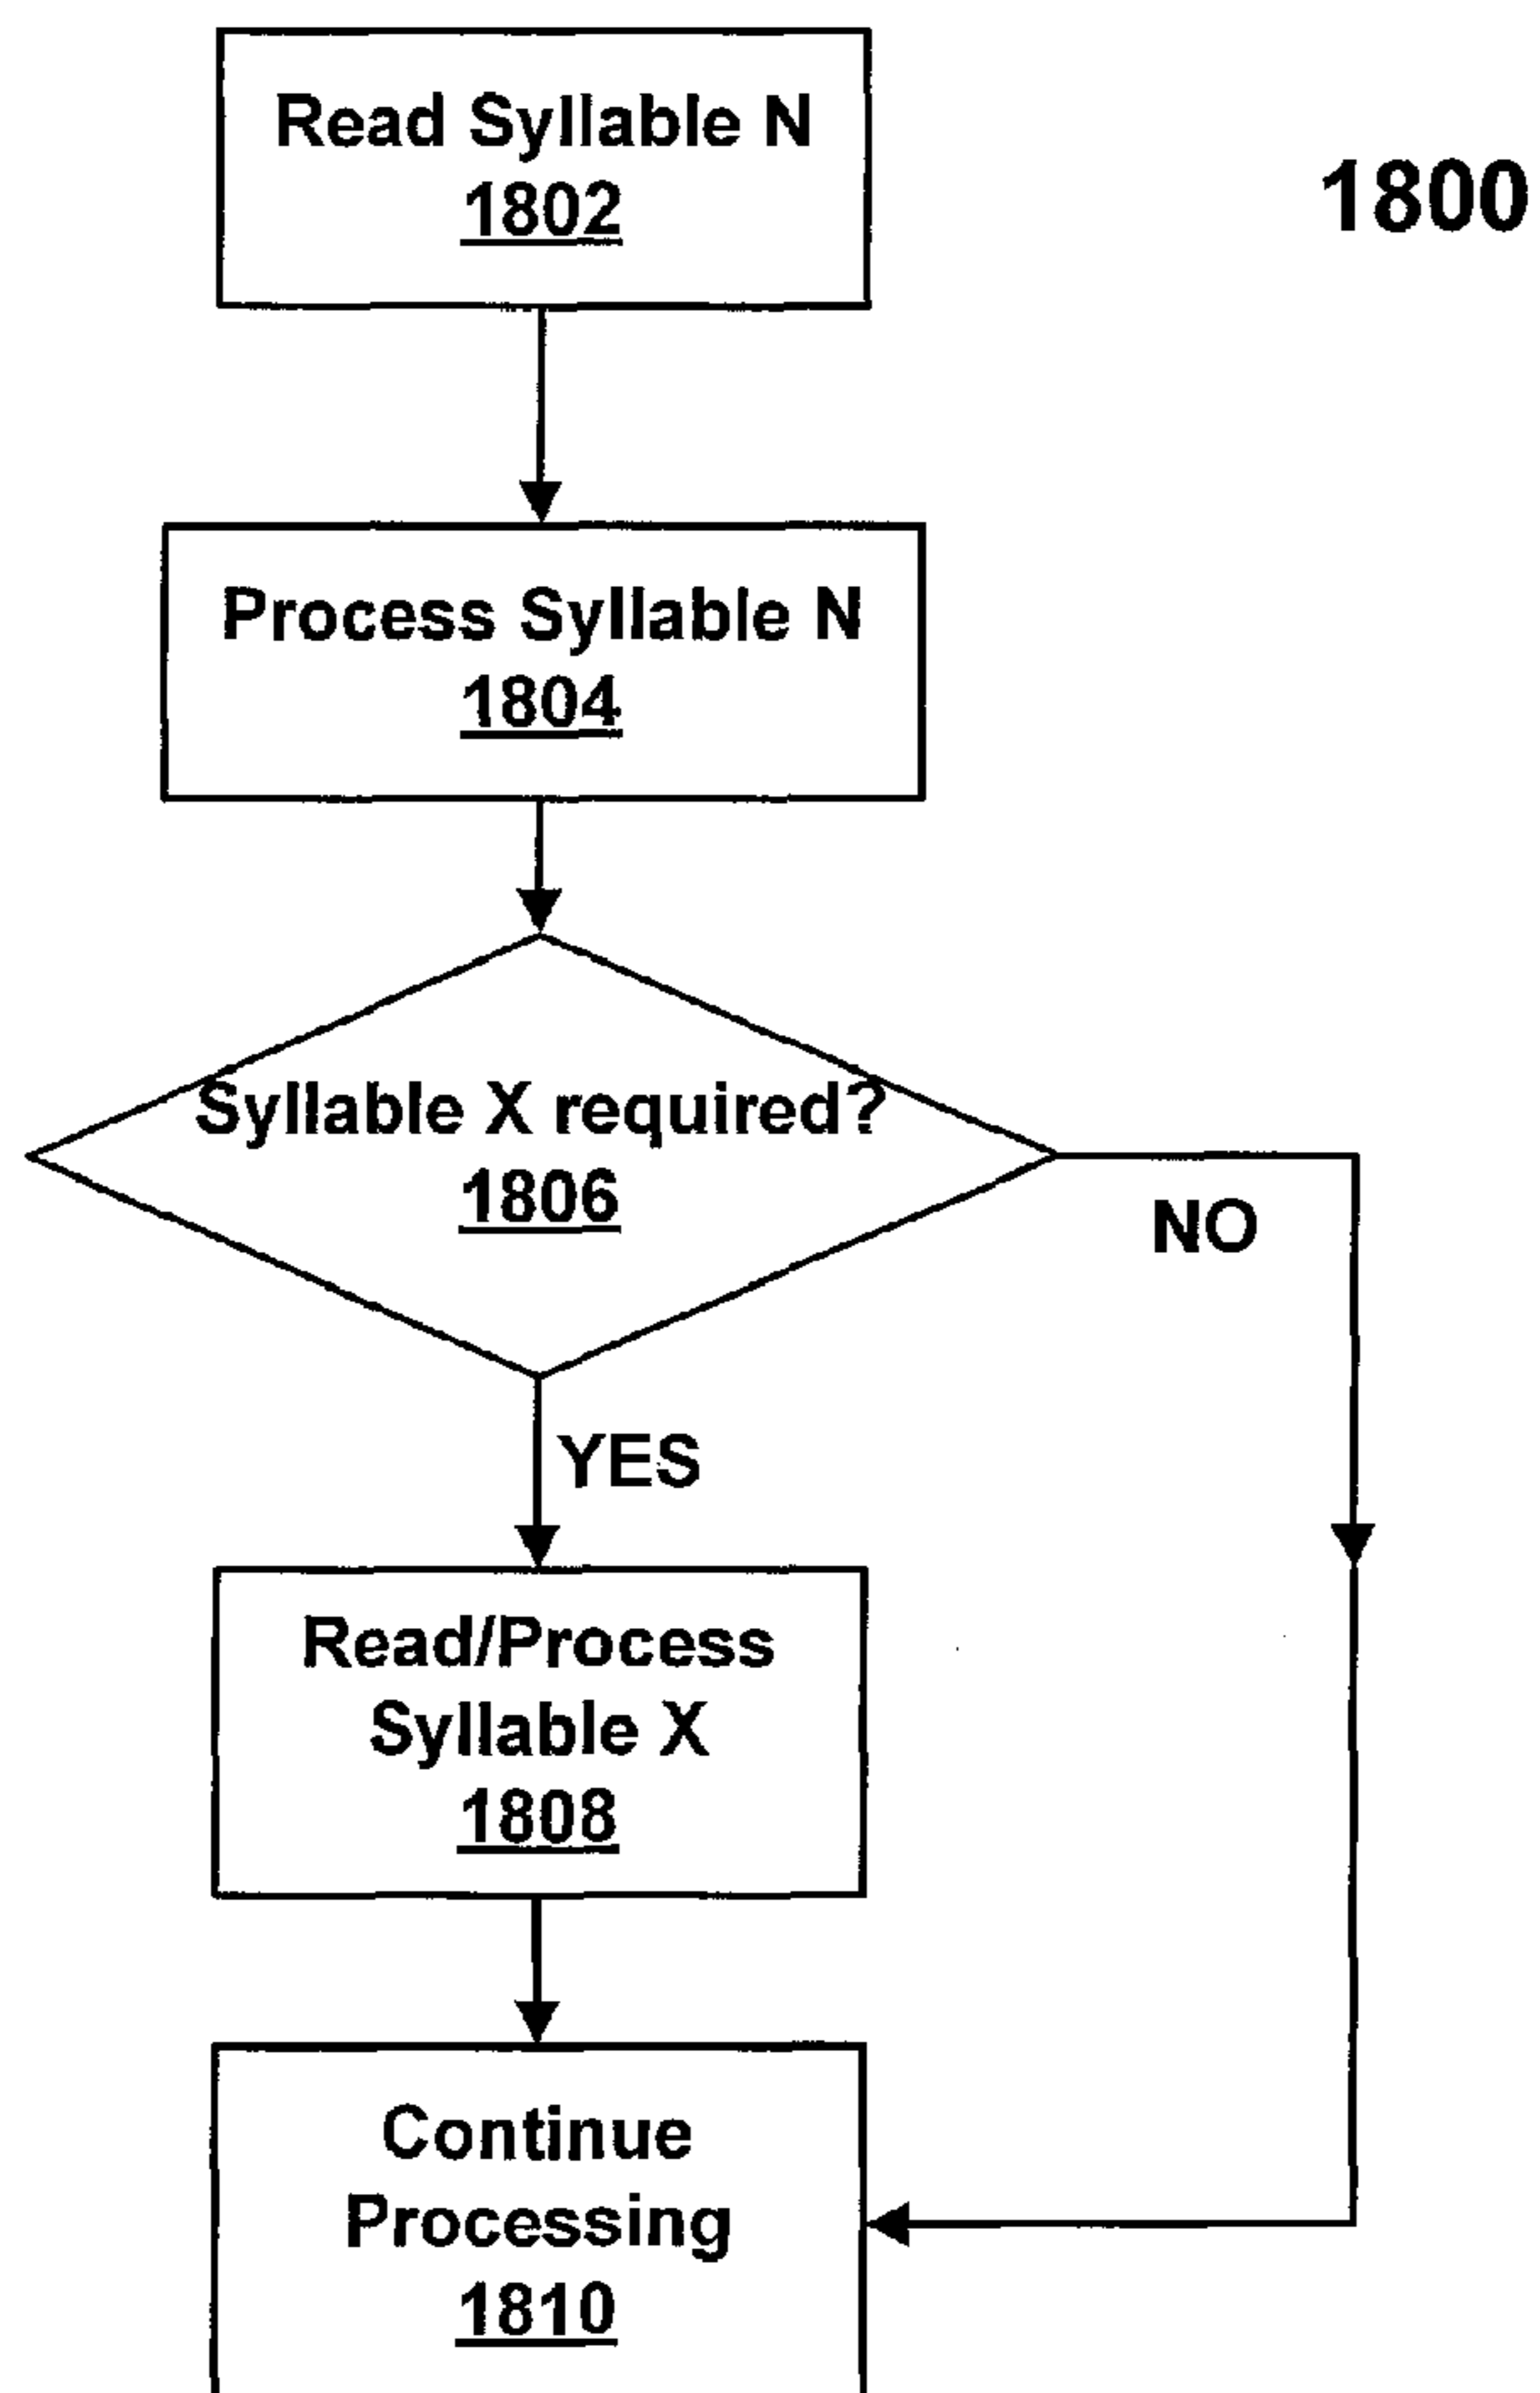 Read Syllable N
1802
1800
Process Syllable N
1804
Syllable X required?
1806
NO
YES
Read/Process
Syllable X
1808
Continue
Processing
1810